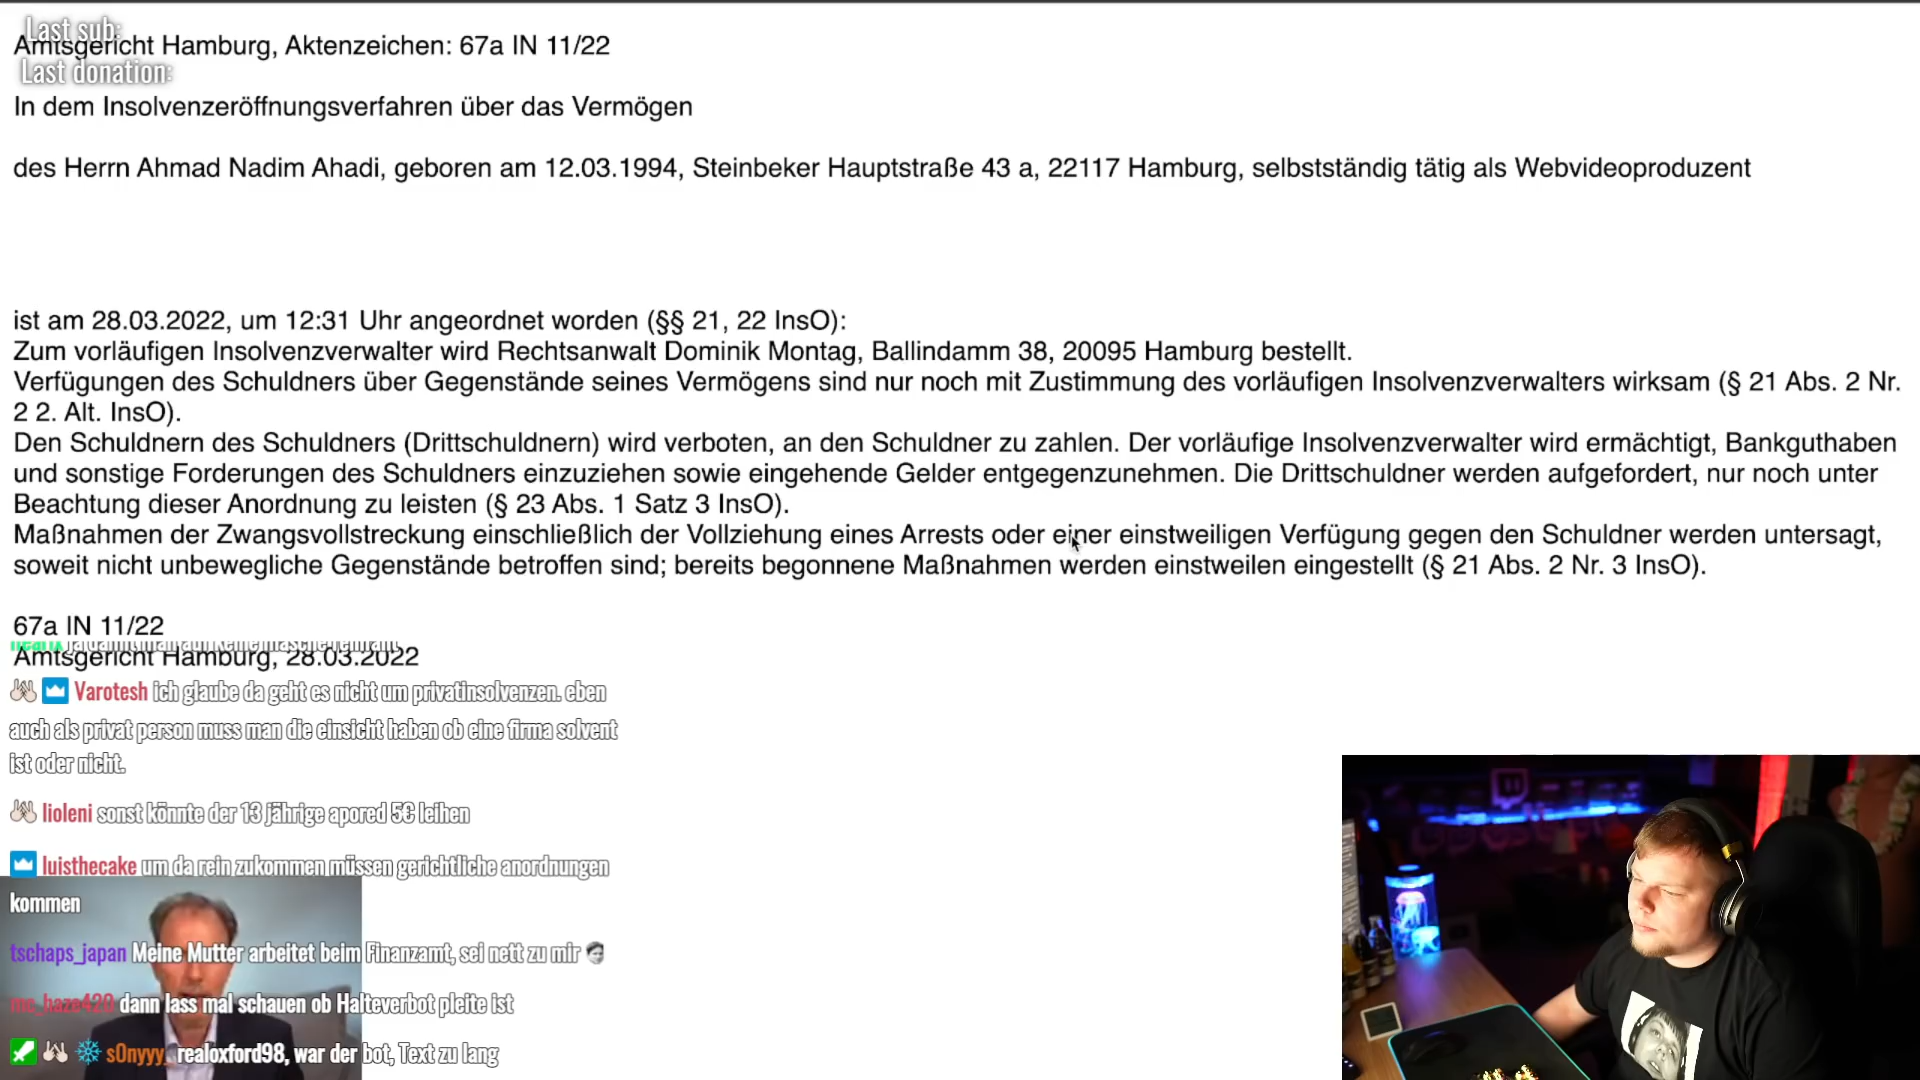 Last sub:
Amtsgericht Hamburg, Aktenzeichen: 67a IN 11/22
Last donation:
In dem Insolvenzeröffnungsverfahren über das Vermögen
des Herrn Ahmad Nadim Ahadi, geboren am 12.03.1994, Steinbeker Hauptstraße 43 a, 22117 Hamburg, selbstständig tätig als Webvideoproduzent
ist am 28.03.2022, um 12:31 Uhr angeordnet worden (§§ 21, 22 InsO):
Zum vorläufigen Insolvenzverwalter wird Rechtsanwalt Dominik Montag, Ballindamm 38, 20095 Hamburg bestellt.
Verfügungen des Schuldners über Gegenstände seines Vermögens sind nur noch mit Zustimmung des vorläufigen Insolvenzverwalters wirksam (§ 21 Abs. 2 Nr.
2 2. Alt. InsO).
Den Schuldnern des Schuldners (Drittschuldnern) wird verboten, an den Schuldner zu zahlen. Der vorläufige Insolvenzverwalter wird ermächtigt, Bankguthaben
und sonstige Forderungen des Schuldners einzuziehen sowie eingehende Gelder entgegenzunehmen. Die Drittschuldner werden aufgefordert, nur noch unter
Beachtung dieser Anordnung zu leisten (§ 23 Abs. 1 Satz 3 InsO).
Maßnahmen der Zwangsvollstreckung einschließlich der Vollziehung eines Arrests oder einer einstweiligen Verfügung gegen den Schuldner werden untersagt,
soweit nicht unbewegliche Gegenstände betroffen sind; bereits begonnene Maßnahmen werden einstweilen eingestellt (§ 21 Abs. 2 Nr. 3 InsO).
67a IN 11/22
Amtsgericht Hamburg, 28.03.2022
Varotesh ich glaube da geht es nicht um privatinsolvenzen. eben
auch als privat person muss man die einsicht haben ob eine firma solvent
ist oder nicht.
lioleni sonst könnte der 13 jährige apored 5€ leihen
luisthecake um da rein zukommen müssen gerichtliche anordnungen
kommen
tschaps_japan Meine Mutter arbeitet beim Finanzamt, sei nett zu mir
dann lass mal schauen ob Halteverbot pleite ist
s0nyyy_ realoxford98, war der bot, Text zu lang